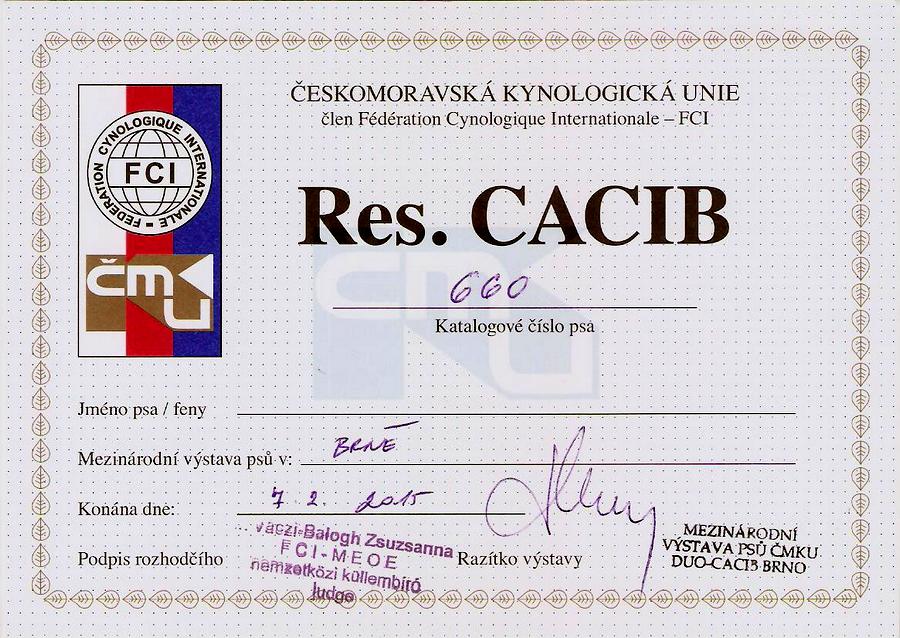 ČESKOMORAVSKÁ KYNOLOGICKÁ UNIE
člen Fédération Cynologique Internationale – FCI
FEDERATION CYNOLOGIQUE INTERNATIONALE -
FCI
Res. CACIB
čmu
660
Katalogové číslo psa
Jméno psa / feny
Mezinárodní výstava psů v: BRNĚ
Konána dne: 7. 2. 2015
Podpis rozhodčího
Váczi-Balogh Zsuzsanna
FCI-MEOE
nemzetközi küllembíró
Judge
Razítko výstavy
MEZINÁRODNÍ
VÝSTAVA PSŮ ČMKU
DUO-CACIB BRNO